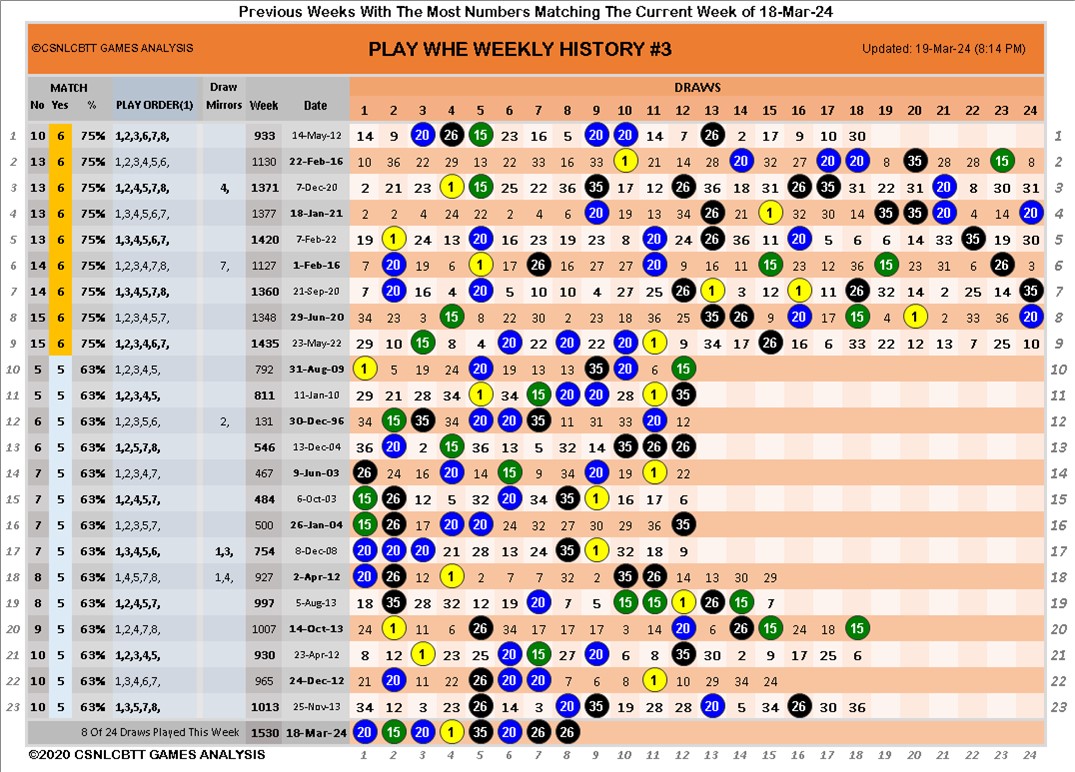 Previous Weeks With The Most Numbers Matching The Current Week of 18-Mar-24
©CSNLCBTT GAMES ANALYSIS PLAY WHE WEEKLY HISTORY #3 Updated: 19-Mar-24 (8:14 PM)
MATCH Draw DRAWS
No Yes % PLAY ORDER(1) Mirrors Week Date 1 2 3 4 5 6 7 8 9 10 11 12 13 14 15 16 17 18 19 20 21 22 23 24
1 10 6 75% 1,2,3,6,7,8, 933 14-May-12 14 9 20 26 15 23 16 5 20 20 14 7 26 2 17 9 10 30 1
2 13 6 75% 1,2,3,4,5,6, 1130 22-Feb-16 10 36 22 29 13 22 33 16 33 1 21 14 28 20 32 27 20 20 8 35 28 28 15 8 2
3 13 6 75% 1,2,4,5,7,8, 4, 1371 7-Dec-20 2 21 23 1 15 25 22 36 35 17 12 26 36 18 31 26 35 31 22 31 20 8 30 31 3
4 13 6 75% 1,3,4,5,6,7, 1377 18-Jan-21 2 2 4 24 22 2 4 6 20 19 13 34 26 21 1 32 30 14 35 35 20 4 14 20 4
5 13 6 75% 1,3,4,5,6,7, 1420 7-Feb-22 19 1 24 13 20 16 23 19 23 8 20 24 26 36 11 20 5 6 6 14 33 35 19 30 5
6 14 6 75% 1,2,3,4,7,8, 7, 1127 1-Feb-16 7 20 19 6 1 17 26 16 27 27 20 9 16 11 15 23 12 36 15 23 31 6 26 3 6
7 14 6 75% 1,3,4,5,7,8, 1360 21-Sep-20 7 20 16 4 20 5 10 10 4 27 25 26 1 3 12 1 11 26 32 14 2 25 14 35 7
8 15 6 75% 1,2,3,4,5,7, 1348 29-Jun-20 34 23 3 15 8 22 30 2 23 18 36 25 35 26 9 20 17 15 4 1 2 33 36 20 8
9 15 6 75% 1,2,3,4,6,7, 1435 23-May-22 29 10 15 8 4 20 22 20 22 20 1 9 34 17 26 16 6 33 22 12 13 7 25 10 9
10 5 5 63% 1,2,3,4,5, 792 31-Aug-09 1 5 19 24 20 19 13 13 35 20 6 15 10
11 5 5 63% 1,2,3,4,5, 811 11-Jan-10 29 21 28 34 1 34 15 20 20 28 1 35 11
12 6 5 63% 1,2,3,5,6, 2, 131 30-Dec-96 34 15 35 34 20 20 35 11 31 33 20 12 12
13 6 5 63% 1,2,5,7,8, 546 13-Dec-04 36 20 2 15 36 13 5 32 14 35 26 26 13
14 7 5 63% 1,2,3,4,7, 467 9-Jun-03 26 24 16 20 14 15 9 34 20 19 1 22 14
15 7 5 63% 1,2,4,5,7, 484 6-Oct-03 15 26 12 5 32 20 34 35 1 16 17 6 15
16 7 5 63% 1,2,3,5,7, 500 26-Jan-04 15 26 17 20 20 24 32 27 30 29 36 35 16
17 7 5 63% 1,3,4,5,6, 1,3, 754 8-Dec-08 20 20 20 21 28 13 24 35 1 32 18 9 17
18 8 5 63% 1,4,5,7,8, 1,4, 927 2-Apr-12 20 26 12 1 2 7 7 32 2 35 26 14 13 30 29 18
19 8 5 63% 1,2,4,5,7, 997 5-Aug-13 18 35 28 32 12 19 20 7 5 15 15 1 26 15 7 19
20 9 5 63% 1,2,4,7,8, 1007 14-Oct-13 21 1 11 6 26 34 17 17 17 3 14 20 6 26 15 24 18 15 20
21 10 5 63% 1,2,3,4,5, 930 23-Apr-12 8 12 1 23 25 20 15 27 20 6 8 35 30 2 9 17 25 6 21
22 10 5 63% 1,3,4,6,7, 965 24-Dec-12 21 20 11 22 26 20 20 7 6 8 1 10 29 34 24 22
23 10 5 63% 1,3,5,7,8, 1013 25-Nov-13 34 12 3 23 26 14 3 20 35 19 28 28 20 34 36 26 30 36 23
8 Of 24 Draws Played This Week 1530 18-Mar-24 20 15 20 1 35 20 26 26
©2020 CSNLCBTT GAMES ANALYSIS 1 2 3 4 5 6 7 8 9 10 11 12 13 14 15 16 17 18 19 20 21 22 23 24